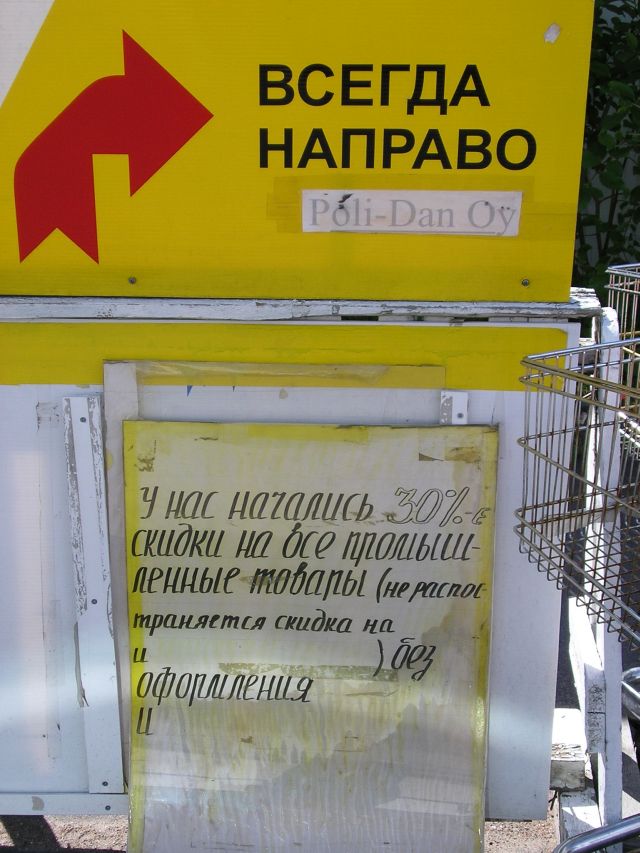 ВСЕГДА
НАПРАВО
Poli-Dan Oy
У НАС НАЧАЛИСЬ 30%-Е
СКИДКИ НА ВСЕ ПРОМЫШ-
ЛЕННЫЕ ТОВАРЫ (НЕ РАСПОС-
ТРАНЯЕТСЯ СКИДКА НА
И ) БЕЗ
ОФОРМЛЕНИЯ
И